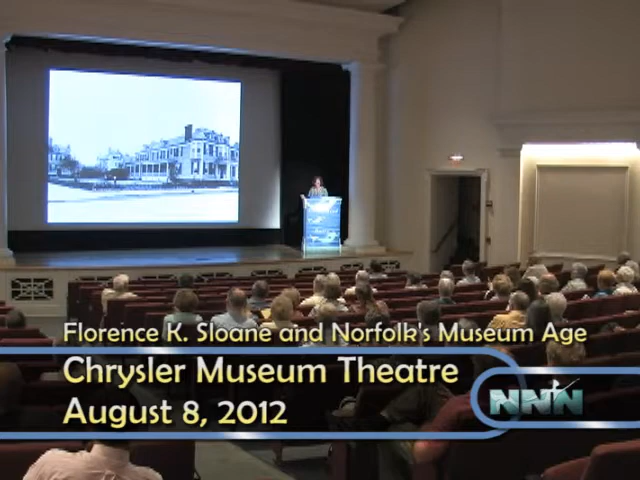 Florence K. Sloane and Norfolk's Museum Age
Chrysler Museum Theatre
August 8, 2012
NNN